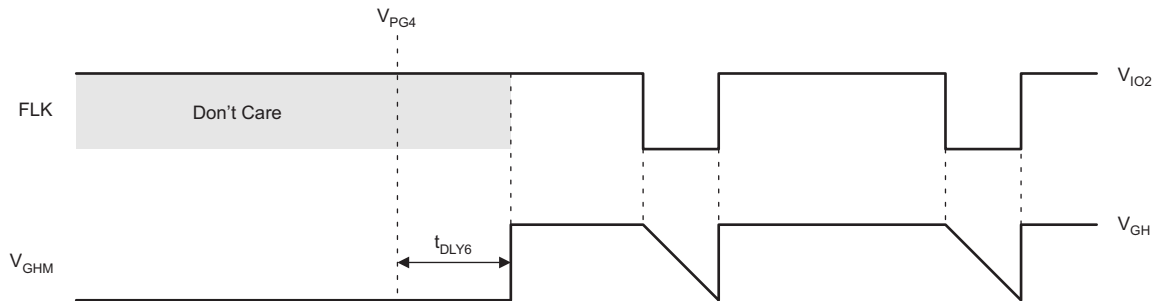 V_PG4
V_IO2
FLK
Don't Care
t_DLY6
V_GH
V_GHM